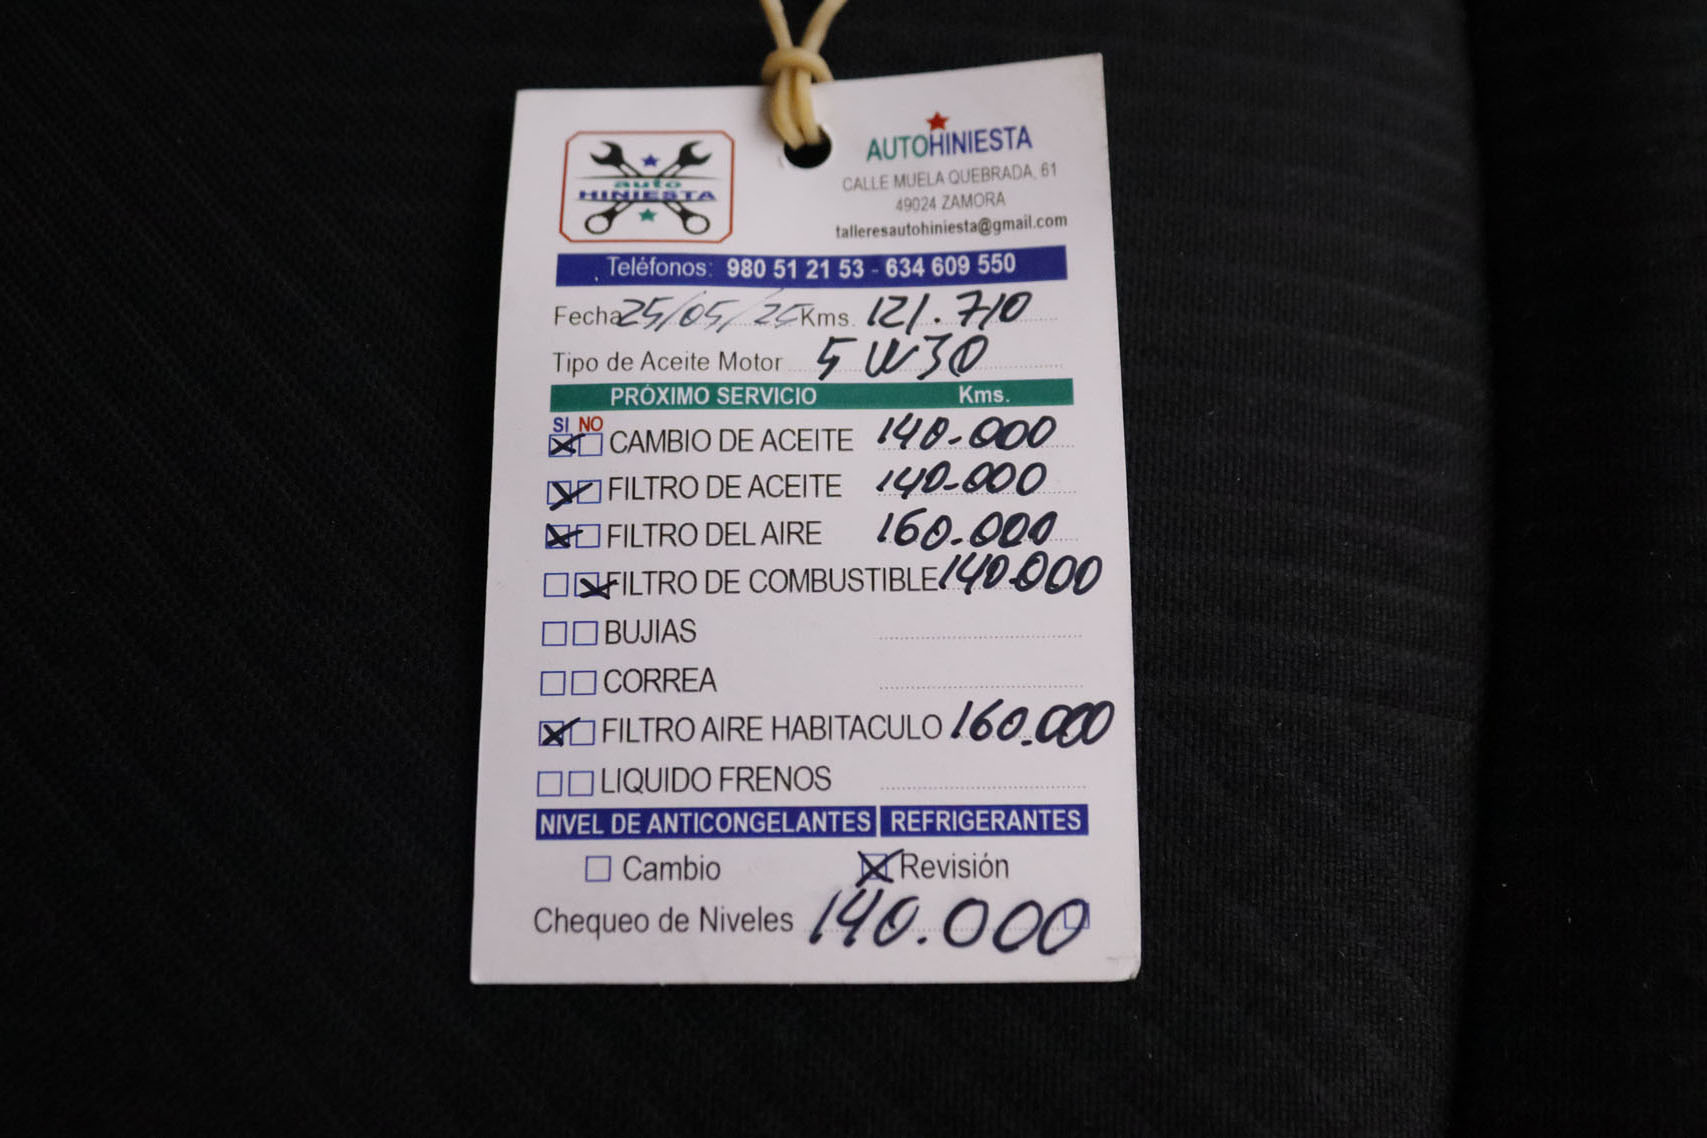 auto
HINIESTA
AUTOHINIESTA
CALLE MUELA QUEBRADA, 61
49024 ZAMORA
talleresautohiniesta@gmail.com
Teléfonos: 980 51 21 53 - 634 609 550
Fecha 25/05/25 Kms. 121.710
Tipo de Aceite Motor 5W30
PRÓXIMO SERVICIO Kms.
SI NO
CAMBIO DE ACEITE 140.000
FILTRO DE ACEITE 140.000
FILTRO DEL AIRE 160.000
FILTRO DE COMBUSTIBLE 140.000
BUJIAS
CORREA
FILTRO AIRE HABITACULO 160.000
LIQUIDO FRENOS
NIVEL DE ANTICONGELANTES REFRIGERANTES
Cambio Revisión
Chequeo de Niveles 140.000